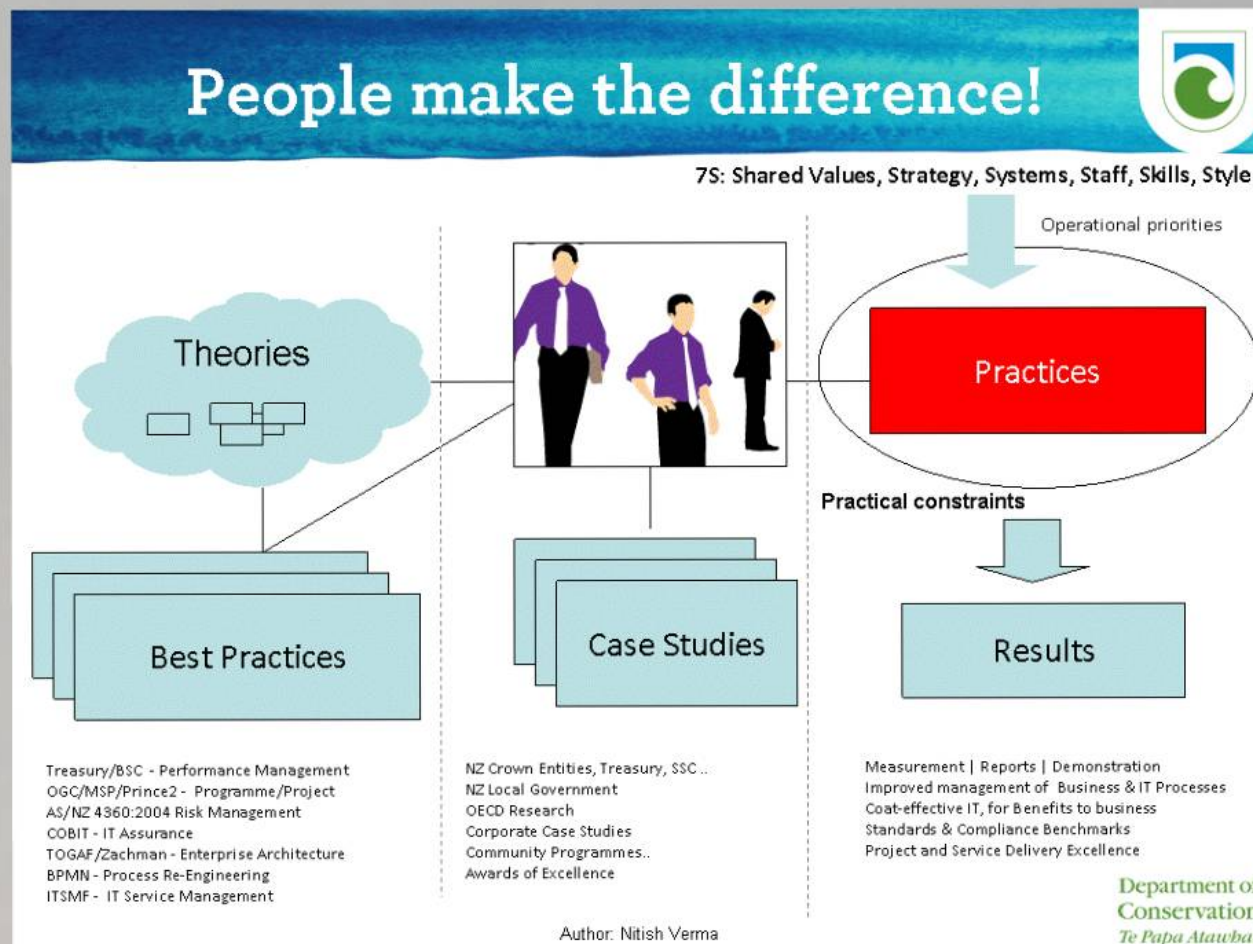 People make the difference!
7S: Shared Values, Strategy, Systems, Staff, Skills, Style
Operational priorities
Theories
Practices
Practical constraints
Best Practices
Case Studies
Results
Treasury/BSC - Performance Management
OGC/MSP/Prince2 - Programme/Project
AS/NZ 4360:2004 Risk Management
COBIT - IT Assurance
TOGAF/Zachman - Enterprise Architecture
BPMN - Process Re-Engineering
ITSMF - IT Service Management
NZ Crown Entities, Treasury, SSC ..
NZ Local Government
OECD Research
Corporate Case Studies
Community Programmes..
Awards of Excellence
Measurement | Reports | Demonstration
Improved management of Business & IT Processes
Coat-effective IT, for Benefits to business
Standards & Compliance Benchmarks
Project and Service Delivery Excellence
Department of
Conservation
Te Papa Atawha
Author: Nitish Verma